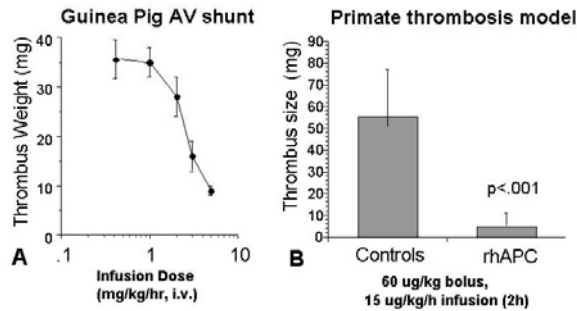 Guinea Pig AV shunt
Thrombus Weight (mg)
40
30
20
10
0
.1
1
10
A
Infusion Dose
(mg/kg/hr, i.v.)
Primate thrombosis model
Thrombus size (mg)
90
80
70
60
50
40
30
20
10
0
p<.001
Controls
rhAPC
B
60 ug/kg bolus,
15 ug/kg/h infusion (2h)